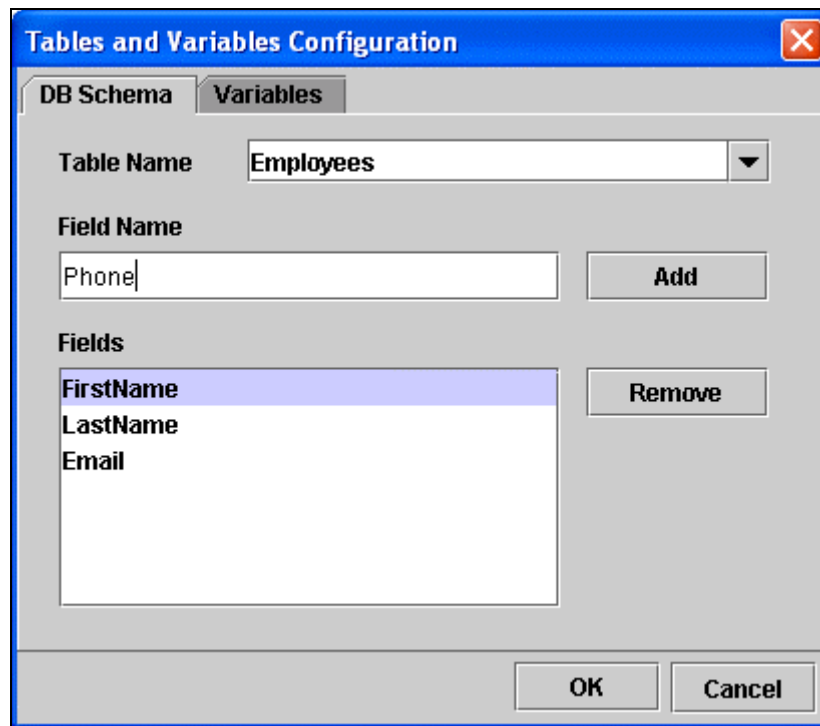 Tables and Variables Configuration
DB Schema Variables
Table Name Employees
Field Name
Phone Add
Fields
FirstName Remove
LastName
Email
OK Cancel